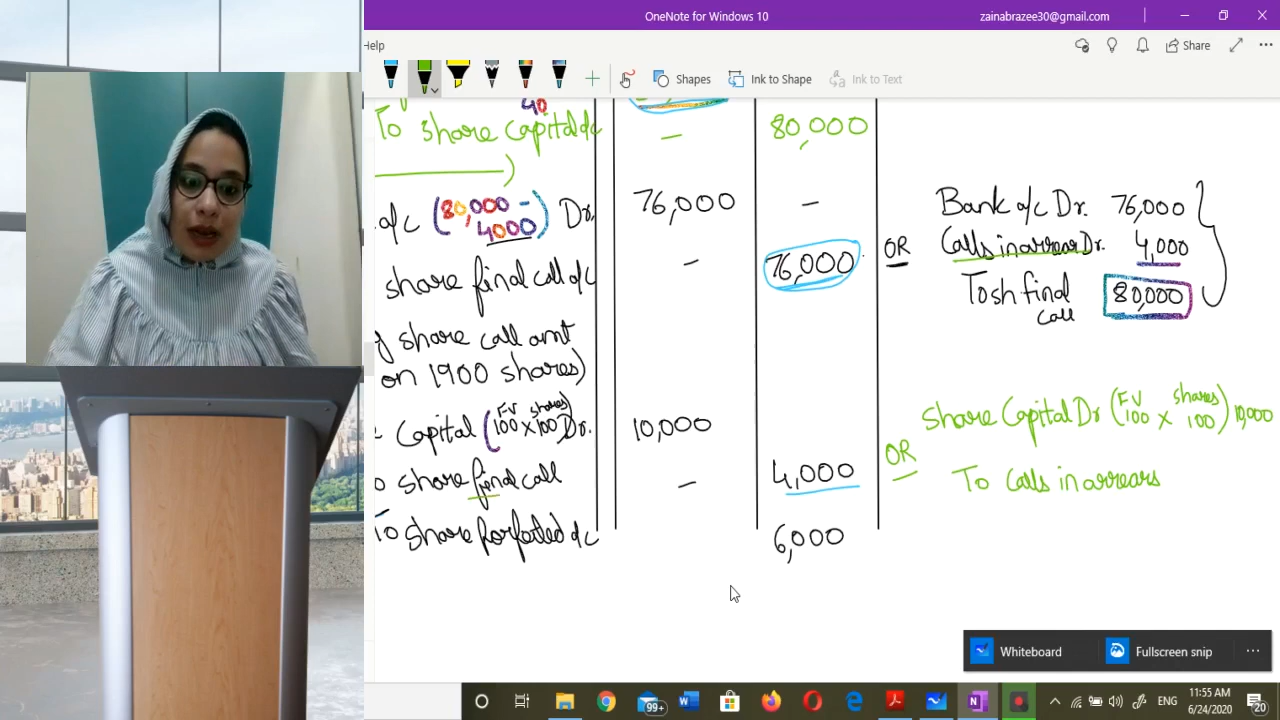 OneNote for Windows 10
zainabrazee30@gmail.com
Help
Share
Shapes
Ink to Shape
Ink to Text
40
To share capital a/c - 80,000
a/c (80,000 - 4000) Dr. 76,000 -
share final call a/c - 76,000
share call amt
on 1900 shares)
Capital (FV 100 x shares 100) Dr. 10,000
share final call - 4,000
To share forfeited a/c 6,000
OR
Bank a/c Dr. 76,000
Calls in arrear Dr. 4,000
To sh final call 80,000
OR
Share Capital Dr (FV 100 x shares 100) 10,000
To Calls in arrears
Whiteboard
Fullscreen snip
99+
ENG
11:55 AM
6/24/2020
20